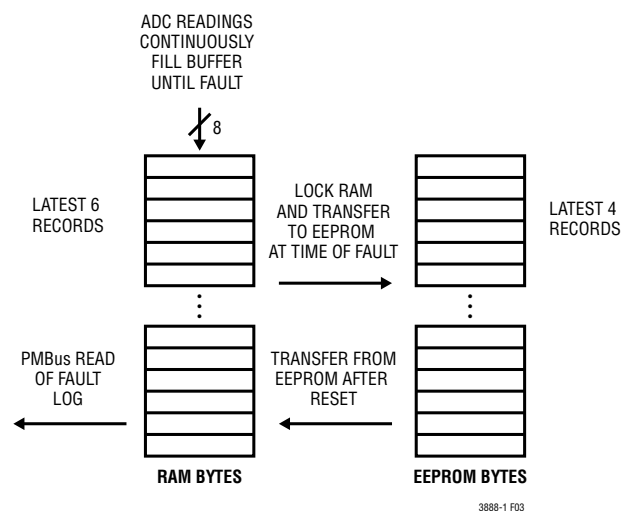 ADC READINGS
CONTINUOUSLY
FILL BUFFER
UNTIL FAULT
8
LATEST 6
RECORDS
LOCK RAM
AND TRANSFER
TO EEPROM
AT TIME OF FAULT
LATEST 4
RECORDS
PMBus READ
OF FAULT
LOG
TRANSFER FROM
EEPROM AFTER
RESET
RAM BYTES
EEPROM BYTES
3888-1 F03